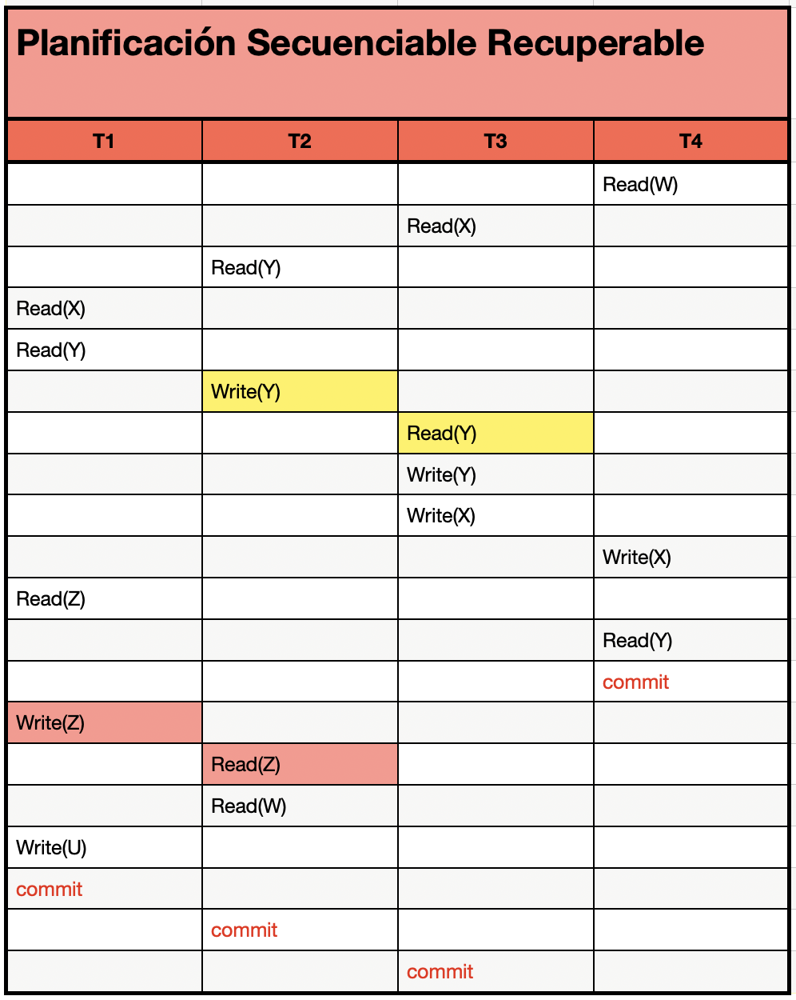 Planificación Secuenciable Recuperable
T1 T2 T3 T4
Read(W)
Read(X)
Read(Y)
Read(X)
Read(Y)
Write(Y)
Read(Y)
Write(Y)
Write(X)
Write(X)
Read(Z)
Read(Y)
commit
Write(Z)
Read(Z)
Read(W)
Write(U)
commit
commit
commit